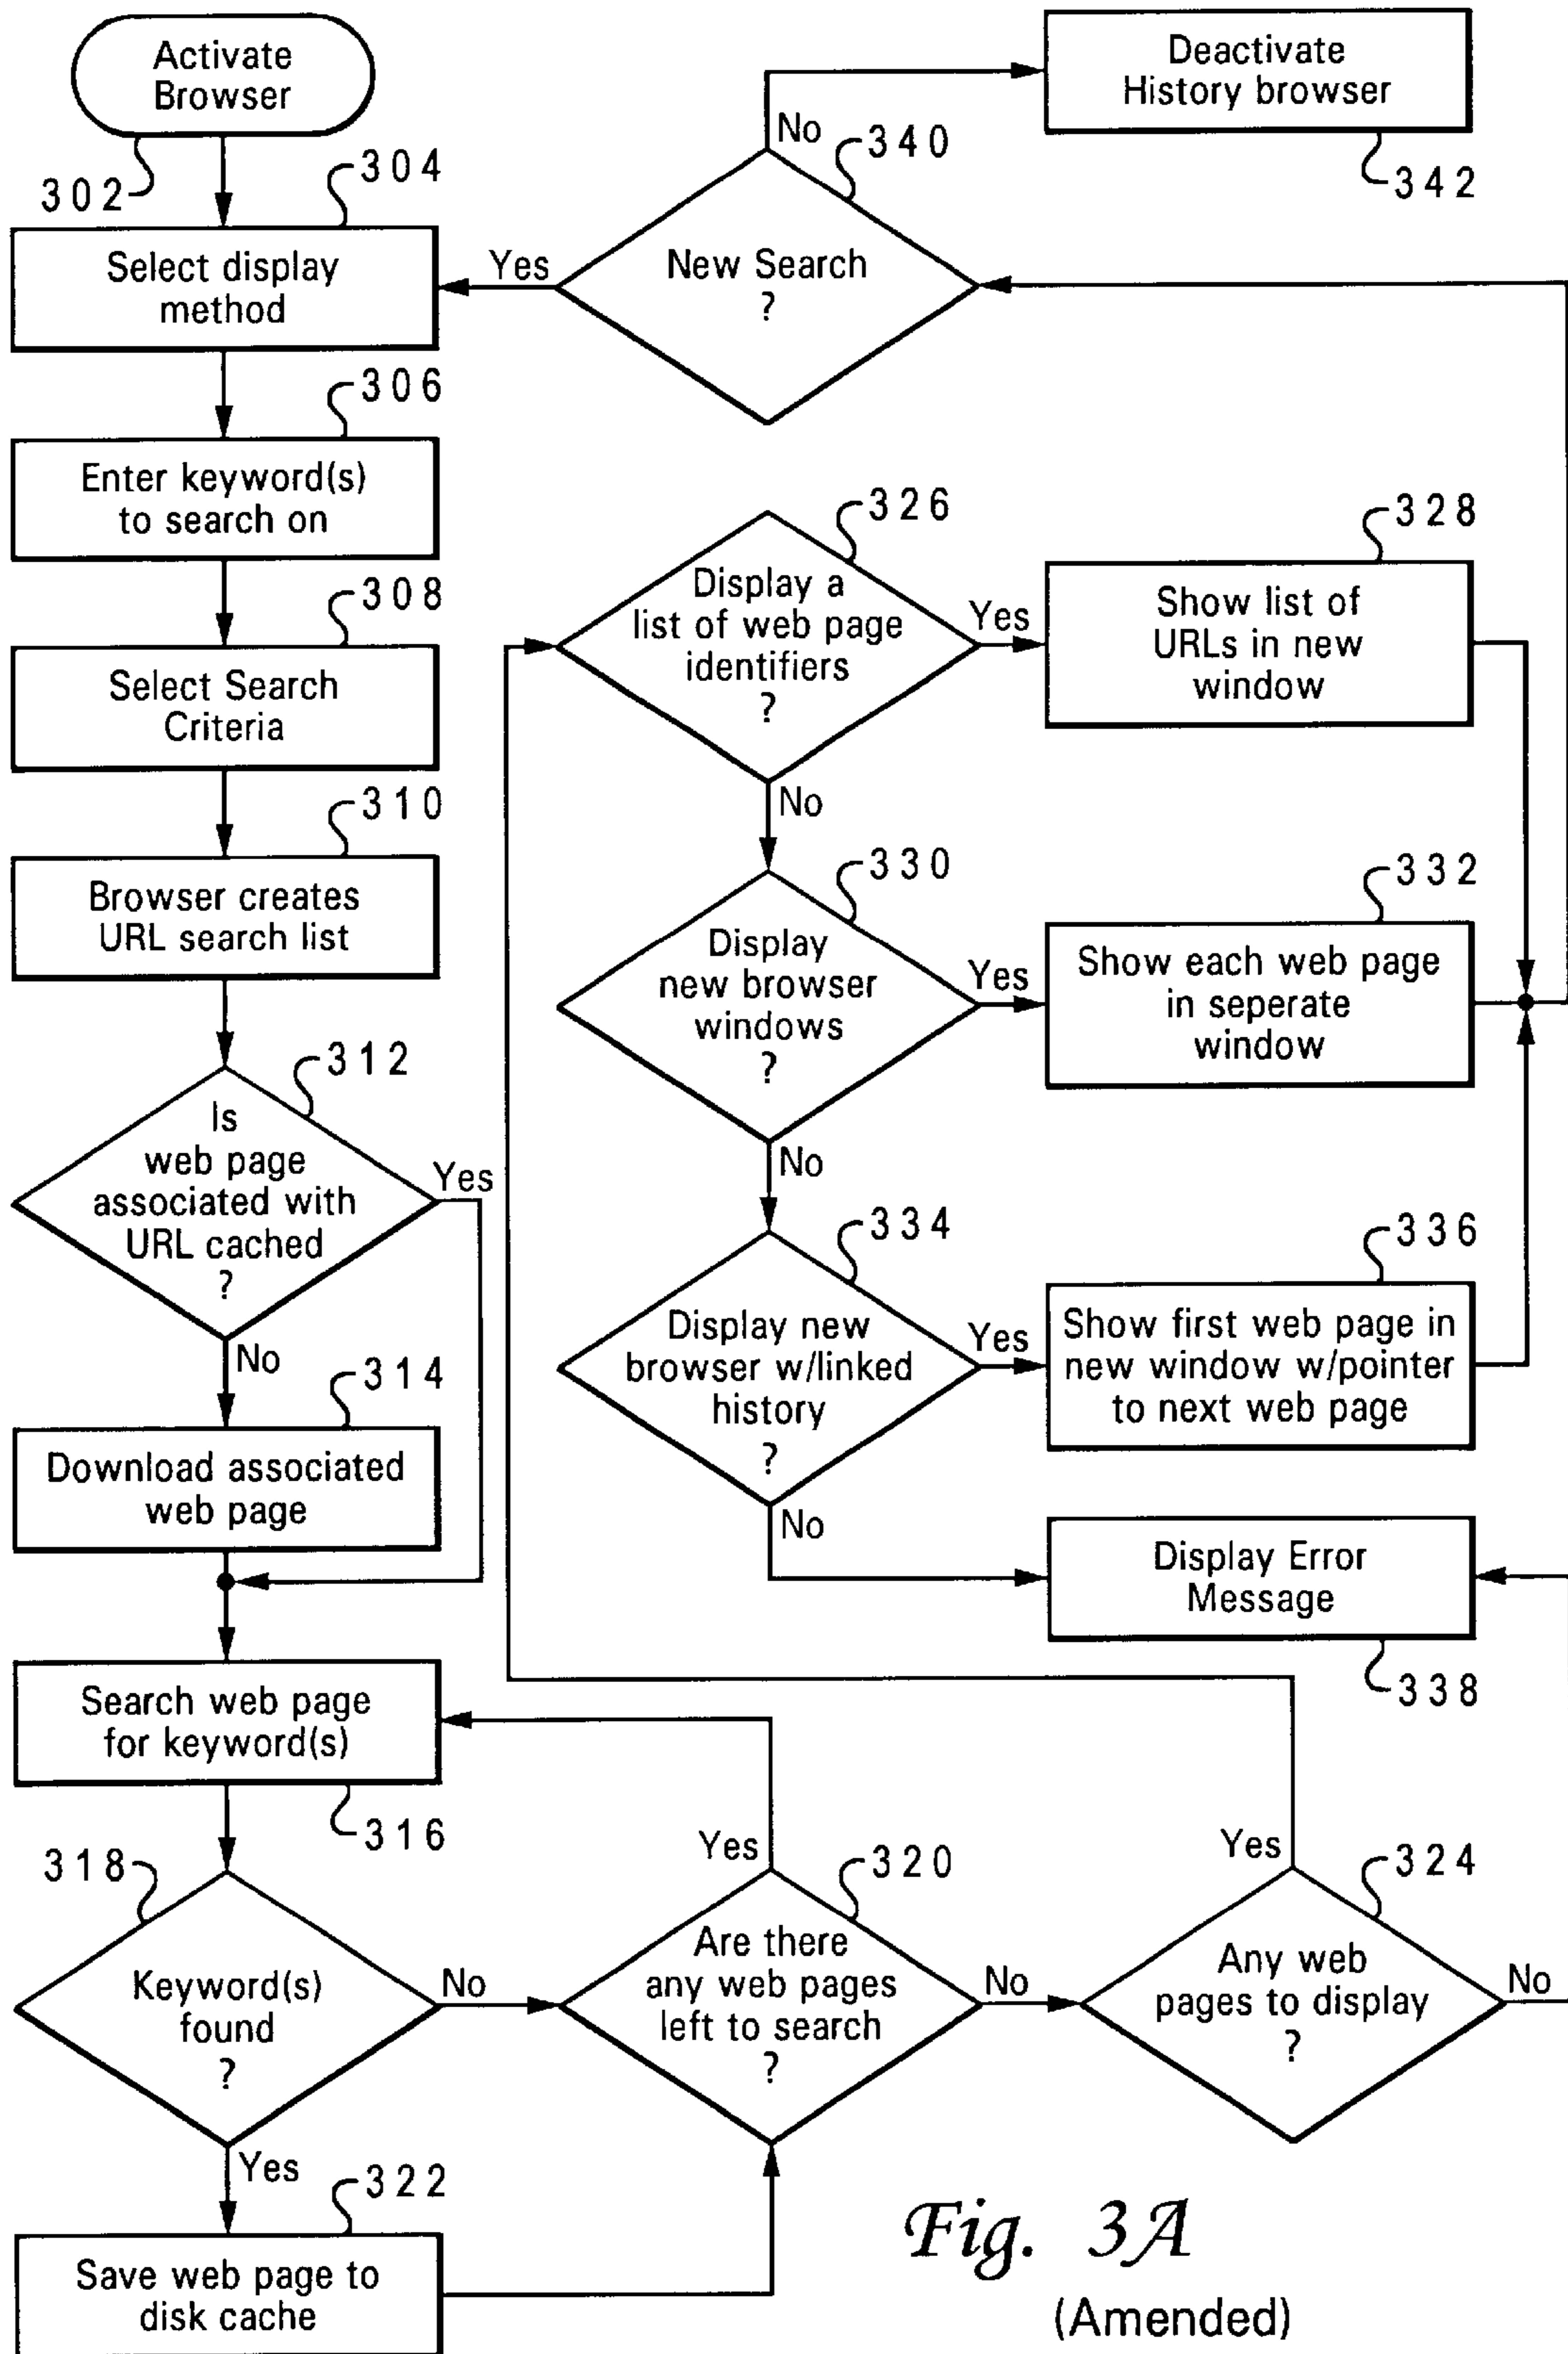 Activate
Browser
302
304
Select display
method
306
Enter keyword(s)
to search on
308
Select Search
Criteria
310
Browser creates
URL search list
312
Is
web page
associated with
URL cached
?
Yes
No
314
Download associated
web page
Search web page
for keyword(s)
316
318
Keyword(s)
found
?
No
Yes
322
Save web page to
disk cache
320
Are there
any web pages
left to search
?
Yes
No
324
Any web
pages to display
?
Yes
No
326
Display a
list of web page
identifiers
?
Yes
No
328
Show list of
URLs in new
window
330
Display
new browser
windows
?
Yes
No
332
Show each web page
in seperate
window
334
Display new
browser w/linked
history
?
Yes
No
336
Show first web page in
new window w/pointer
to next web page
Display Error
Message
338
340
New Search
?
Yes
No
Deactivate
History browser
342
Fig. 3A
(Amended)